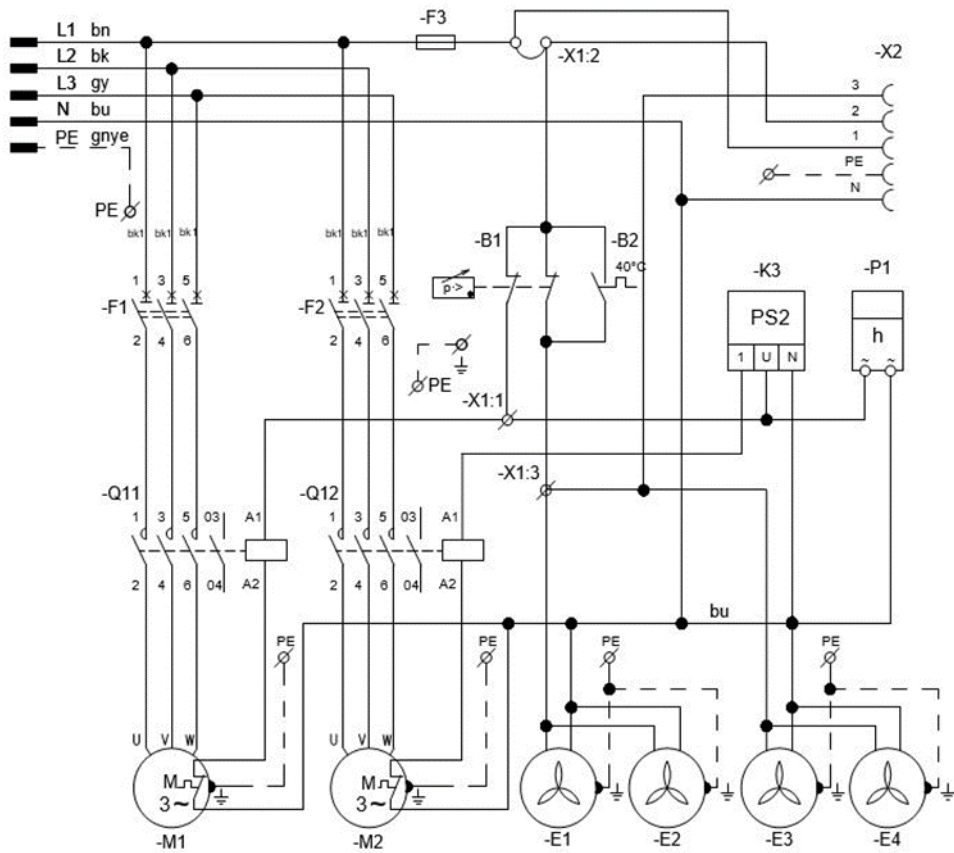 L1 bn
-F3
L2 bk
-X1:2
-X2
L3 gy
3
N bu
2
PE gnye
1
PE
PE
N
bk1 bk1 bk1
bk1 bk1 bk1
-B1
-B2
40°C
-K3
-P1
1 3 5
1 3 5
p->
-F1
-F2
PS2
h
2 4 6
2 4 6
1 U N
~ ~
PE
-X1:1
-X1:3
-Q11
-Q12
1 3 5 03 A1
1 3 5 03 A1
2 4 6 04 A2
2 4 6 04 A2
bu
PE
PE
PE
PE
U V W
U V W
M
3~
M
3~
-M1
-M2
-E1
-E2
-E3
-E4